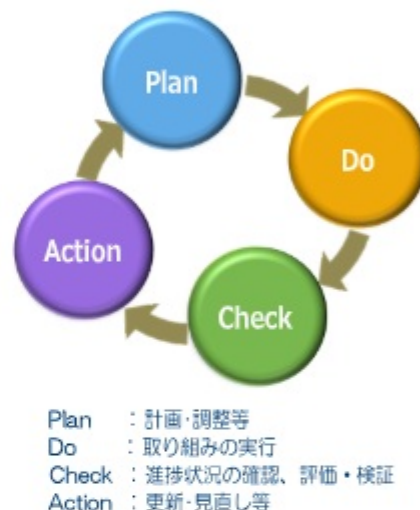 Plan
Do
Check
Action
Plan ：計画・調整等
Do ：取り組みの実行
Check ：進捗状況の確認、評価・検証
Action ：更新・見直し等